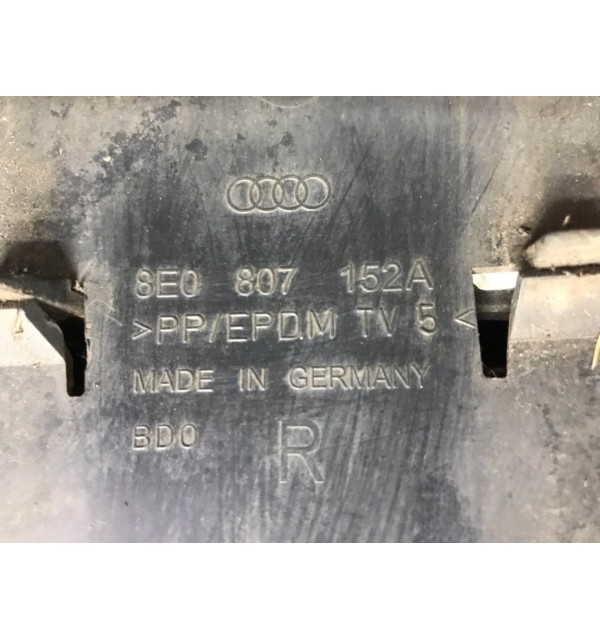 8E0 807 152A
>PP/EPDM TV 5<
MADE IN GERMANY
BDO R